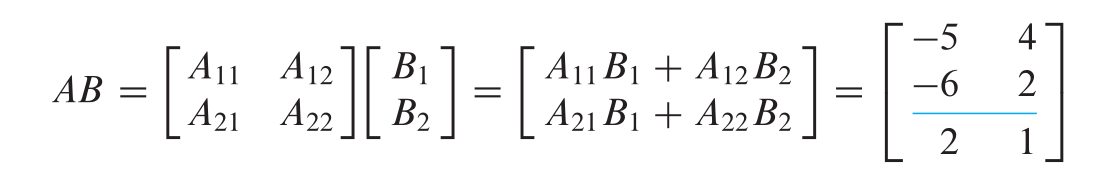 AB = [A₁₁ A₁₂; A₂₁ A₂₂] [B₁; B₂] = [A₁₁B₁ + A₁₂B₂; A₂₁B₁ + A₂₂B₂] = [−5 4; −6 2; 2 1]